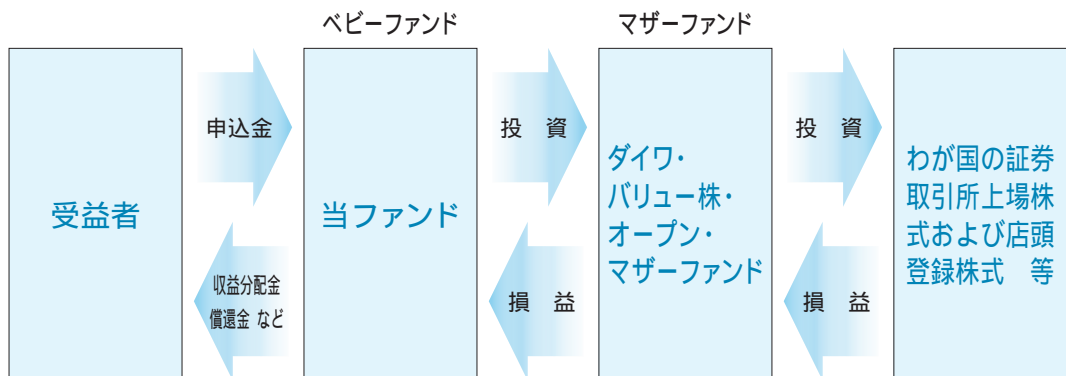 ベビーファンド
マザーファンド
受益者
申込金
収益分配金
償還金 など
当ファンド
投 資
損 益
ダイワ・
バリュー株・
オープン・
マザーファンド
投 資
損 益
わが国の証券
取引所上場株
式および店頭
登録株式 等